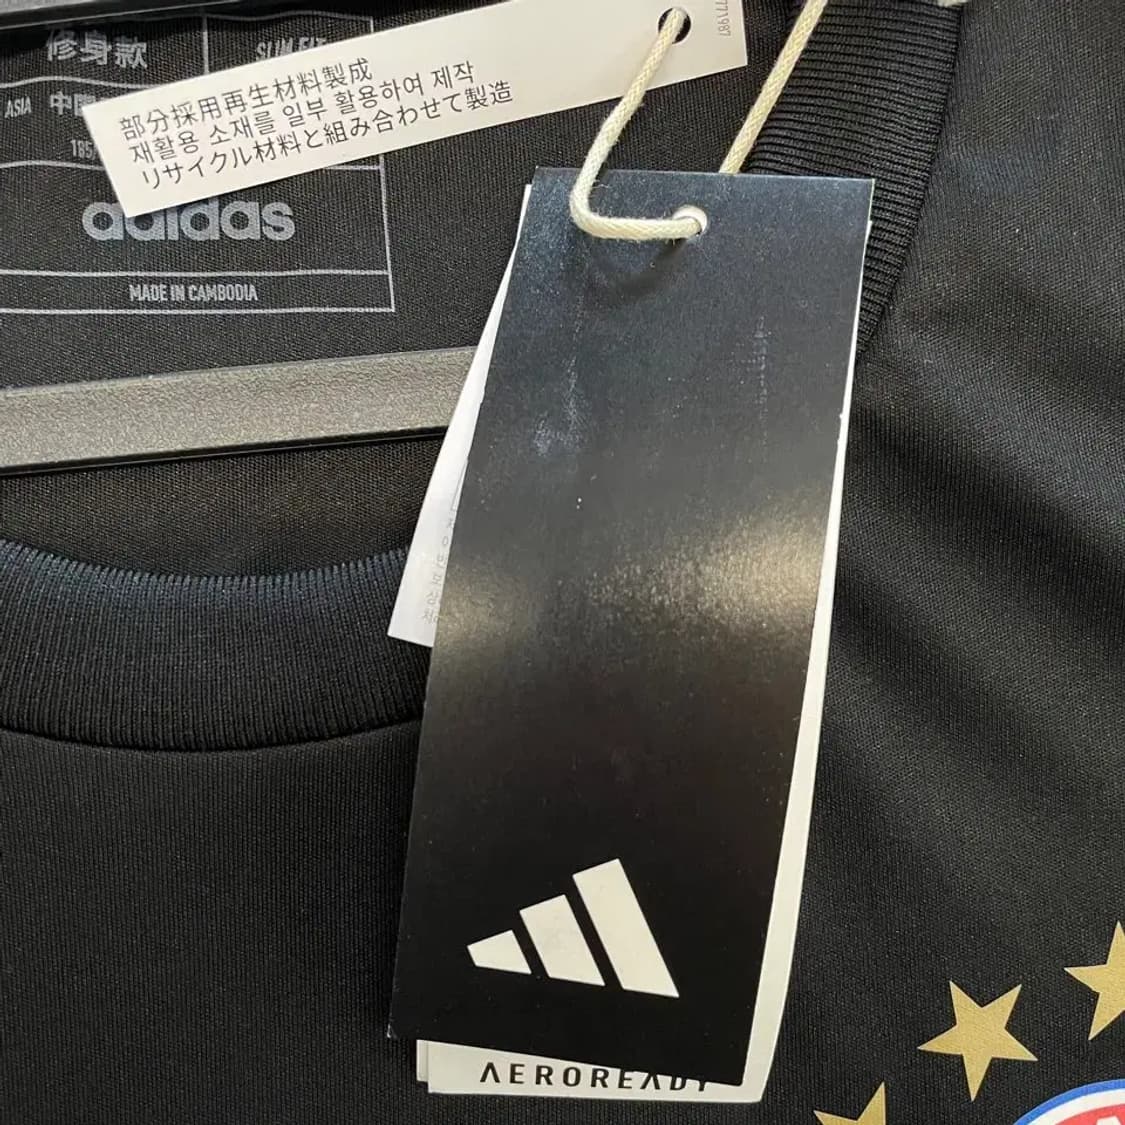 修身款
SLIM FIT
ASIA 中国
185
adidas
MADE IN CAMBODIA
771987
部分採用再生材料製成
재활용 소재를 일부 활용하여 제작
リサイクル材料と組み合わせて製造
AEROREADY